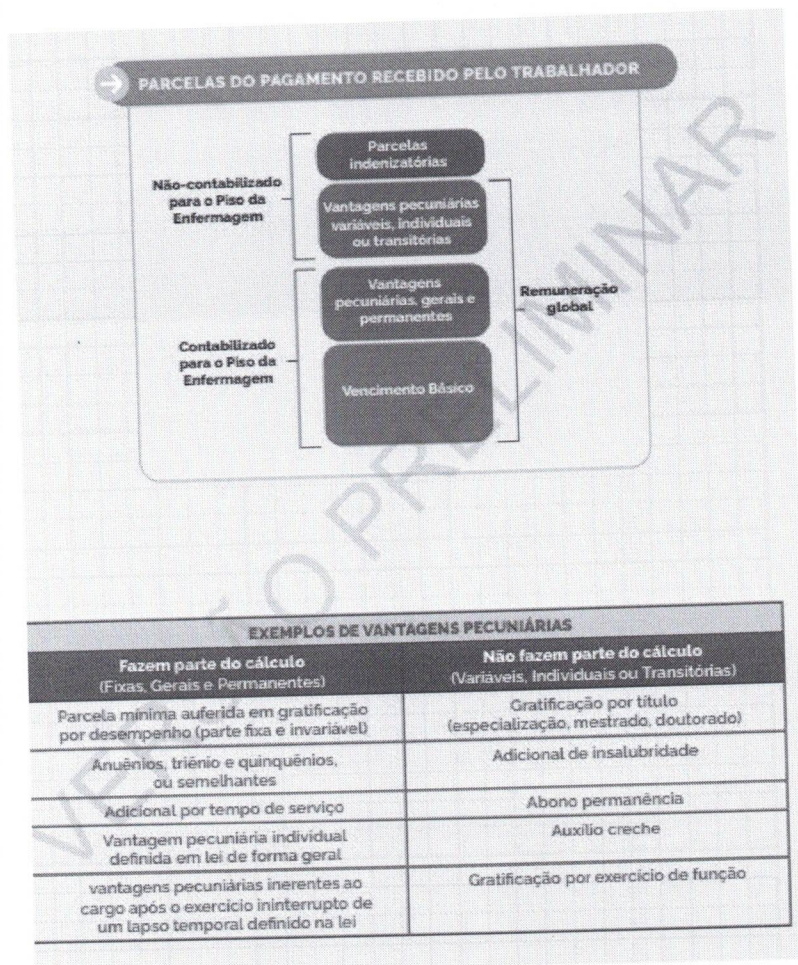 PARCELAS DO PAGAMENTO RECEBIDO PELO TRABALHADOR
Não-contabilizado
para o Piso da
Enfermagem
Parcelas
indenizatórias
Vantagens pecuniárias
variáveis, individuais
ou transitórias
Contabilizado
para o Piso da
Enfermagem
Vantagens
pecuniárias, gerais e
permanentes
Vencimento Básico
Remuneração
global
VERSÃO PRELIMINAR
EXEMPLOS DE VANTAGENS PECUNIÁRIAS
Fazem parte do cálculo
(Fixas, Gerais e Permanentes)
Não fazem parte do cálculo
(Variáveis, Individuais ou Transitórias)
Parcela mínima auferida em gratificação
por desempenho (parte fixa e invariável)
Gratificação por título
(especialização, mestrado, doutorado)
Anuênios, triênio e quinquênios,
ou semelhantes
Adicional de insalubridade
Adicional por tempo de serviço
Abono permanência
Vantagem pecuniária individual
definida em lei de forma geral
Auxílio creche
vantagens pecuniárias inerentes ao
cargo após o exercício ininterrupto de
um lapso temporal definido na lei
Gratificação por exercício de função